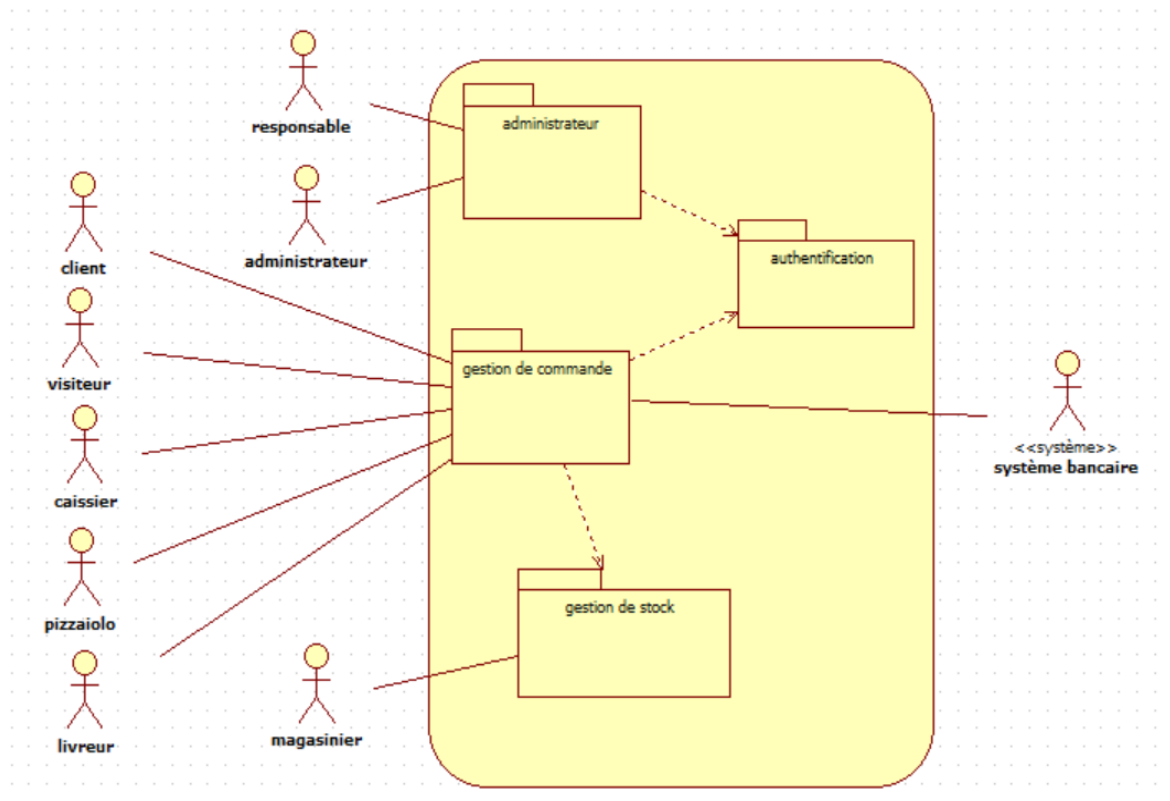 responsable
administrateur
administrateur
client
authentification
administrateur
visiteur
gestion de commande
caissier
<<système>>
système bancaire
pizzaiolo
gestion de stock
livreur
magasinier